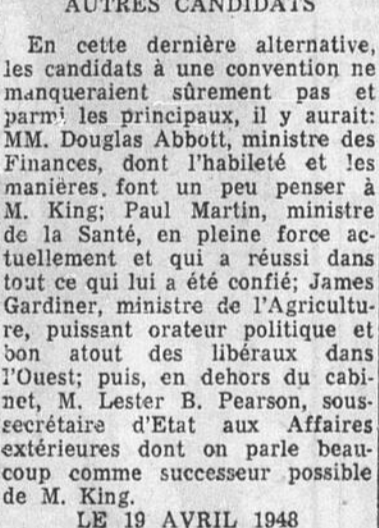 AUTRES CANDIDATS
En cette dernière alternative,
les candidats à une convention ne
manqueraient sûrement pas et
parmi les principaux, il y aurait:
MM. Douglas Abbott, ministre des
Finances, dont l'habileté et les
manières font un peu penser à
M. King; Paul Martin, ministre
de la Santé, en pleine force ac-
tuellement et qui a réussi dans
tout ce qui lui a été confié; James
Gardiner, ministre de l'Agricultu-
re, puissant orateur politique et
bon atout des libéraux dans
l'Ouest; puis, en dehors du cabi-
net, M. Lester B. Pearson, sous-
secrétaire d'Etat aux Affaires
extérieures dont on parle beau-
coup comme successeur possible
de M. King.
LE 19 AVRIL 1948